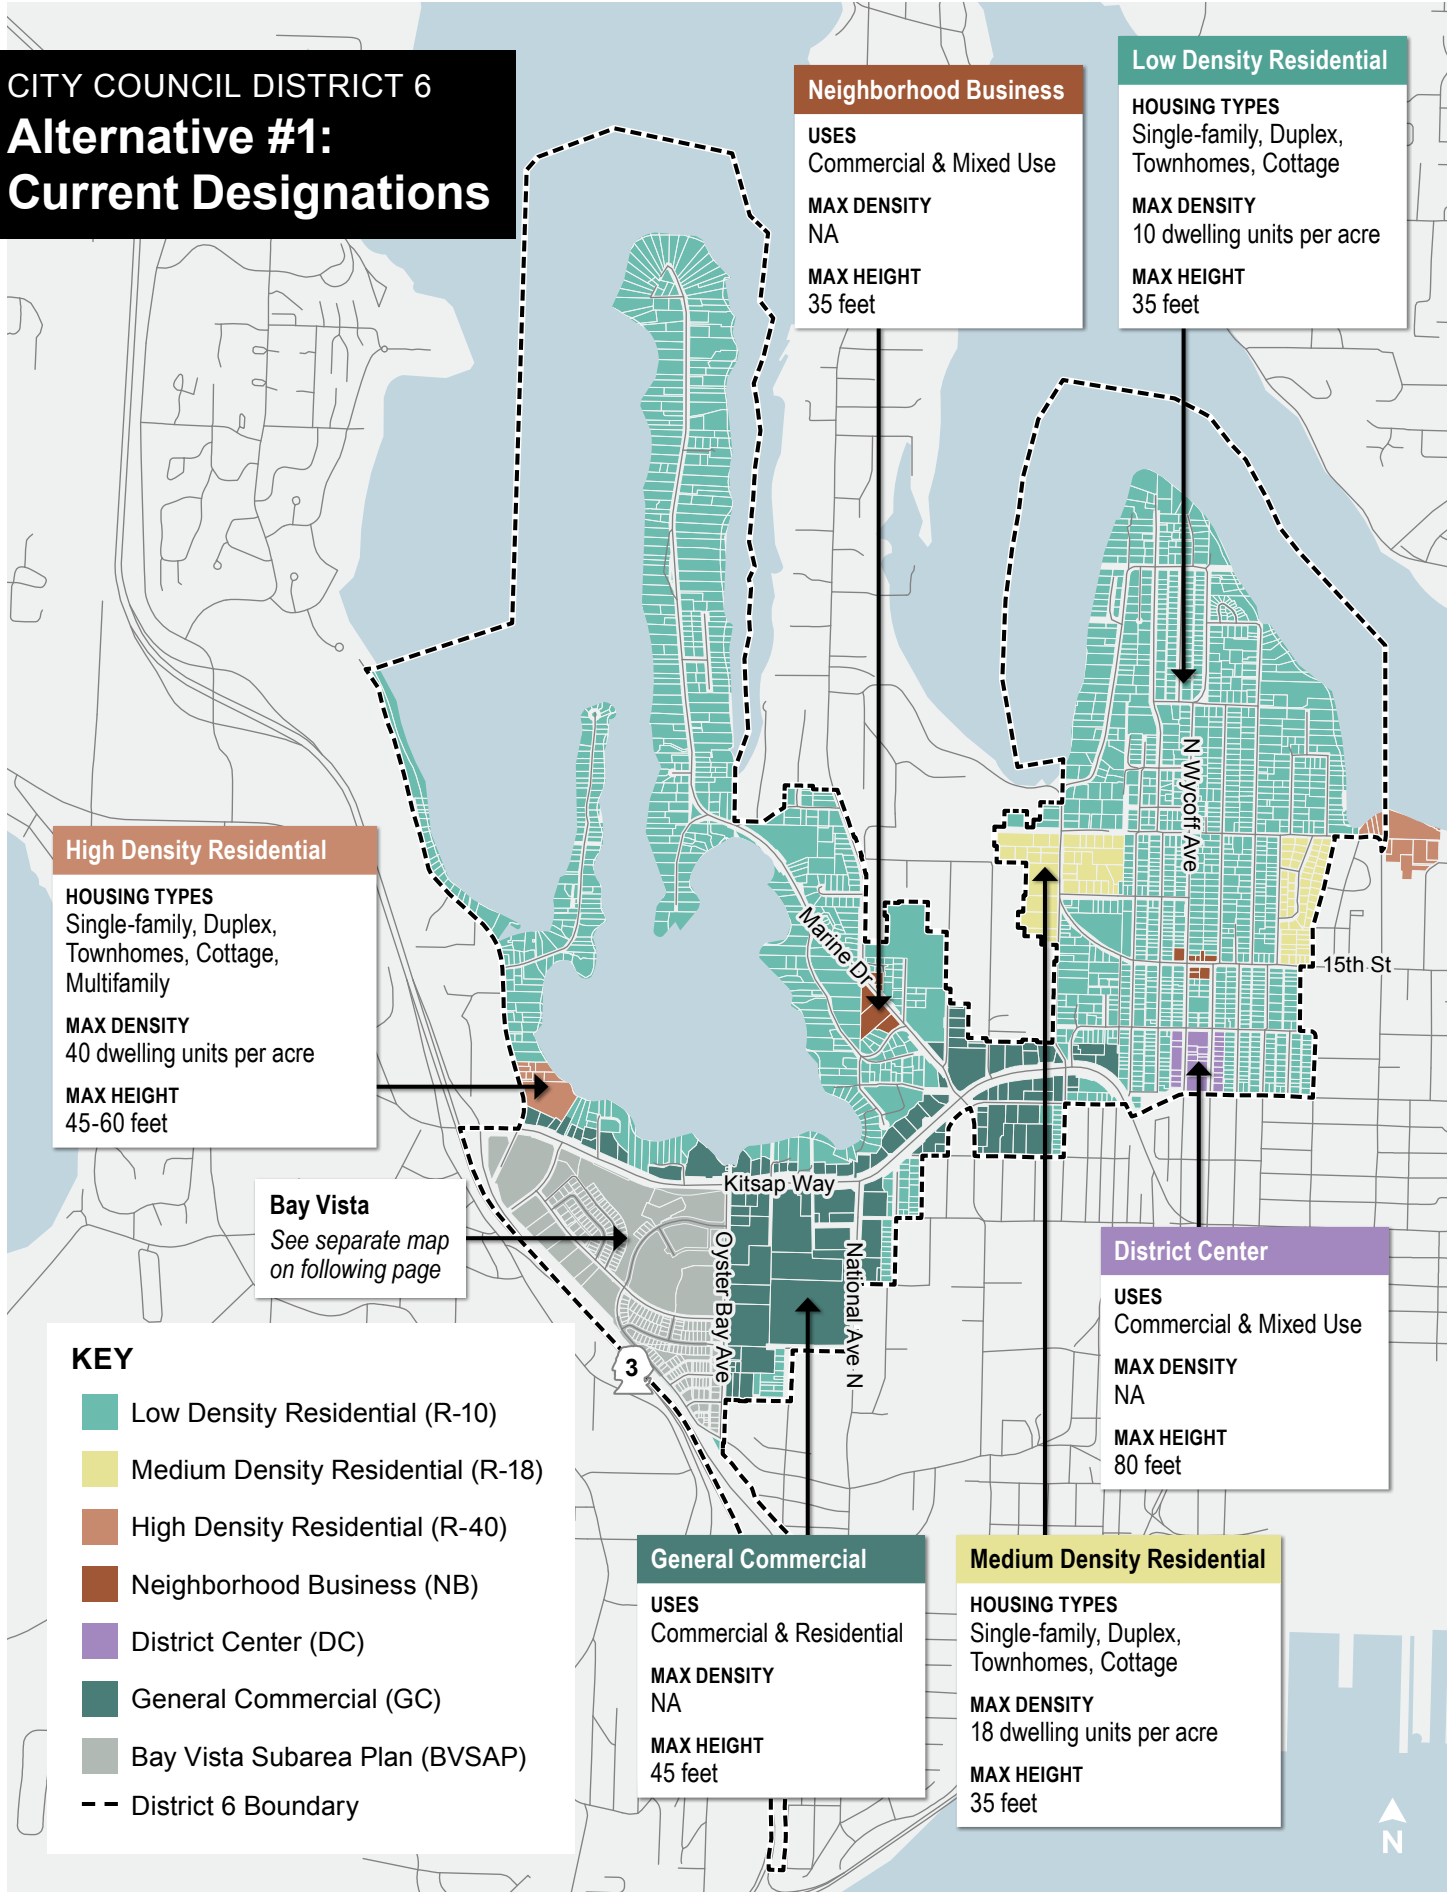 CITY COUNCIL DISTRICT 6
Alternative #1:
Current Designations
Neighborhood Business
USES
Commercial & Mixed Use
MAX DENSITY
NA
MAX HEIGHT
35 feet
Low Density Residential
HOUSING TYPES
Single-family, Duplex,
Townhomes, Cottage
MAX DENSITY
10 dwelling units per acre
MAX HEIGHT
35 feet
N Wycoff Ave
Marine Dr
15th St
High Density Residential
HOUSING TYPES
Single-family, Duplex,
Townhomes, Cottage,
Multifamily
MAX DENSITY
40 dwelling units per acre
MAX HEIGHT
45-60 feet
Kitsap Way
Bay Vista
See separate map
on following page
Oyster Bay Ave
National Ave N
3
District Center
USES
Commercial & Mixed Use
MAX DENSITY
NA
MAX HEIGHT
80 feet
KEY
Low Density Residential (R-10)
Medium Density Residential (R-18)
High Density Residential (R-40)
Neighborhood Business (NB)
District Center (DC)
General Commercial (GC)
Bay Vista Subarea Plan (BVSAP)
District 6 Boundary
General Commercial
USES
Commercial & Residential
MAX DENSITY
NA
MAX HEIGHT
45 feet
Medium Density Residential
HOUSING TYPES
Single-family, Duplex,
Townhomes, Cottage
MAX DENSITY
18 dwelling units per acre
MAX HEIGHT
35 feet
N